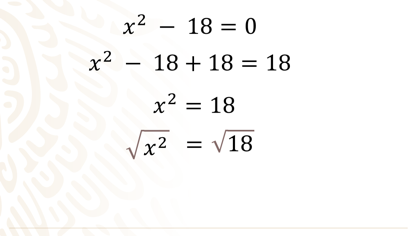 x² − 18 = 0
x² − 18 + 18 = 18
x² = 18
√x² = √18